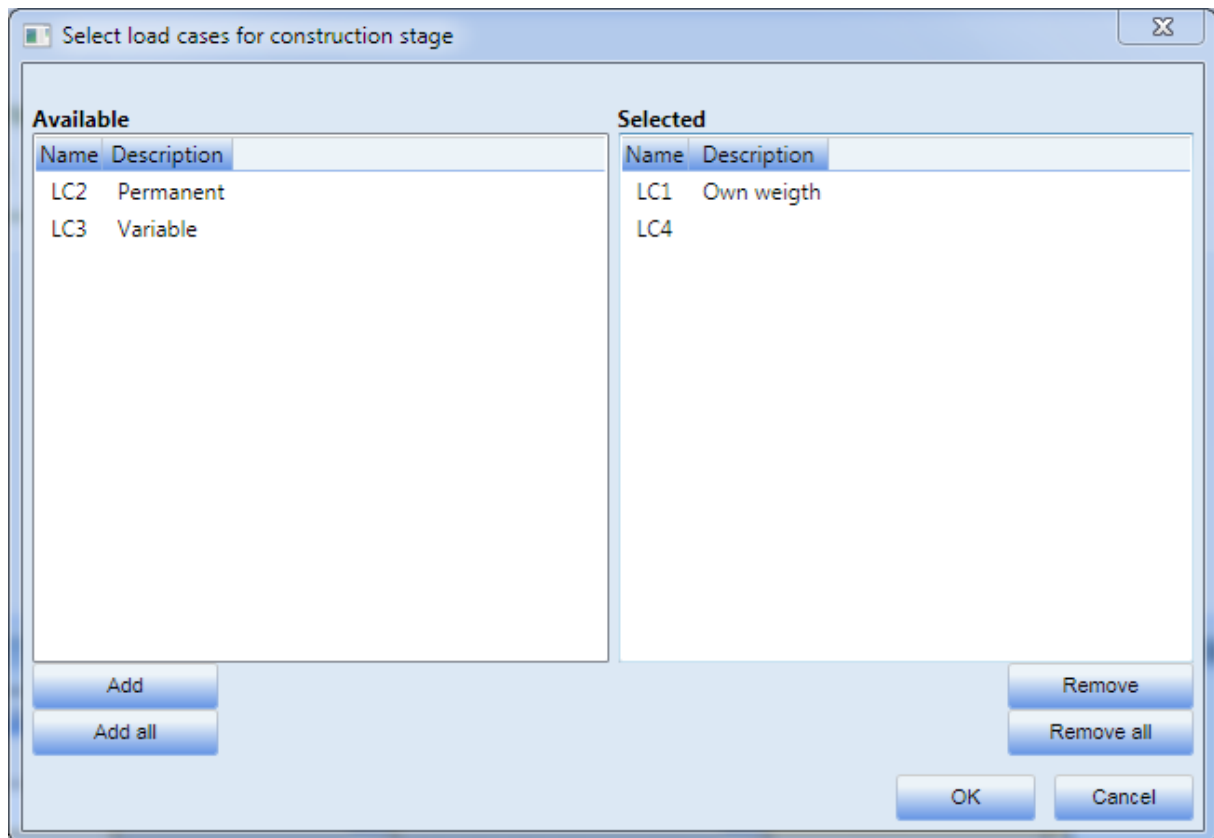 Select load cases for construction stage
Available
Name Description
LC2 Permanent
LC3 Variable
Selected
Name Description
LC1 Own weigth
LC4
Add
Add all
Remove
Remove all
OK
Cancel